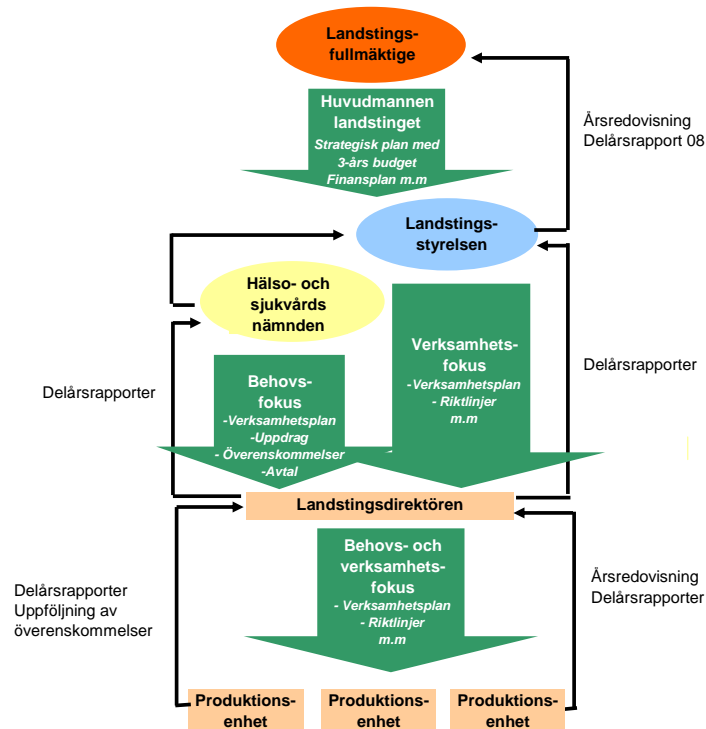 Landstings-
fullmäktige
Huvudmannen
landstinget
Strategisk plan med
3-års budget
Finansplan m.m
Årsredovisning
Delårsrapport 08
Landstings-
styrelsen
Hälso- och
sjukvårds
nämnden
Verksamhets-
fokus
-Verksamhetsplan
- Riktlinjer
m.m
Delårsrapporter
Delårsrapporter
Behovs-
fokus
-Verksamhetsplan
-Uppdrag
- Överenskommelser
-Avtal
Landstingsdirektören
Behovs- och
verksamhets-
fokus
- Verksamhetsplan
- Riktlinjer
m.m
Delårsrapporter
Uppföljning av
överenskommelser
Årsredovisning
Delårsrapporter
Produktions-
enhet
Produktions-
enhet
Produktions-
enhet